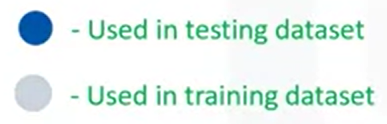 - Used in testing dataset
- Used in training dataset